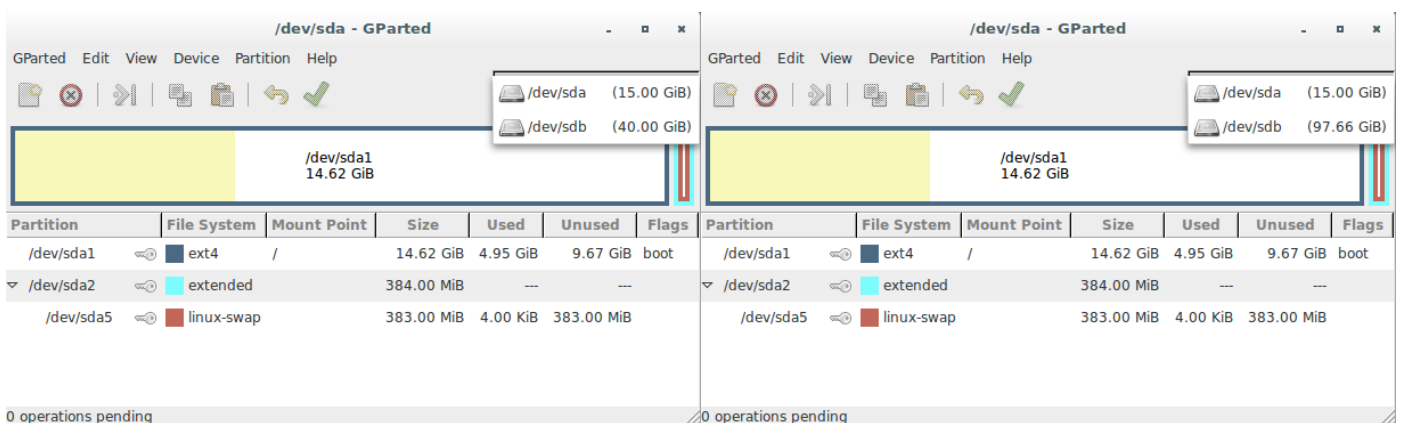 /dev/sda - GParted
GParted Edit View Device Partition Help
/dev/sda (15.00 GiB)
/dev/sdb (40.00 GiB)
/dev/sda1
14.62 GiB
Partition File System Mount Point Size Used Unused Flags
/dev/sda1 ext4 / 14.62 GiB 4.95 GiB 9.67 GiB boot
/dev/sda2 extended 384.00 MiB --- ---
/dev/sda5 linux-swap 383.00 MiB 4.00 KiB 383.00 MiB
0 operations pending
/dev/sda - GParted
GParted Edit View Device Partition Help
/dev/sda (15.00 GiB)
/dev/sdb (97.66 GiB)
/dev/sda1
14.62 GiB
Partition File System Mount Point Size Used Unused Flags
/dev/sda1 ext4 / 14.62 GiB 4.95 GiB 9.67 GiB boot
/dev/sda2 extended 384.00 MiB --- ---
/dev/sda5 linux-swap 383.00 MiB 4.00 KiB 383.00 MiB
0 operations pending